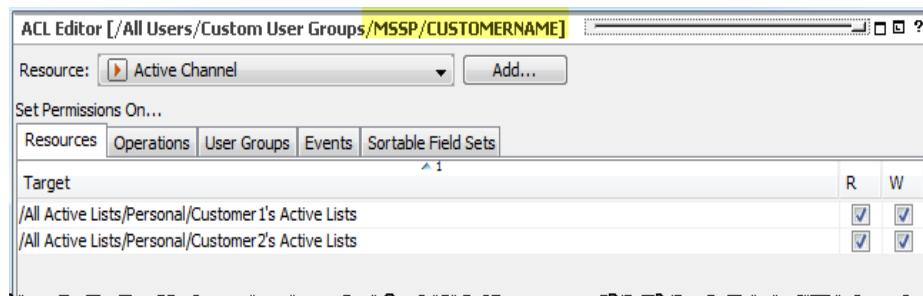 ACL Editor [/All Users/Custom User Groups/MSSP/CUSTOMERNAME] ?
Resource: Active Channel Add...
Set Permissions On...
Resources Operations User Groups Events Sortable Field Sets
1
Target R W
/All Active Lists/Personal/Customer1's Active Lists
/All Active Lists/Personal/Customer2's Active Lists